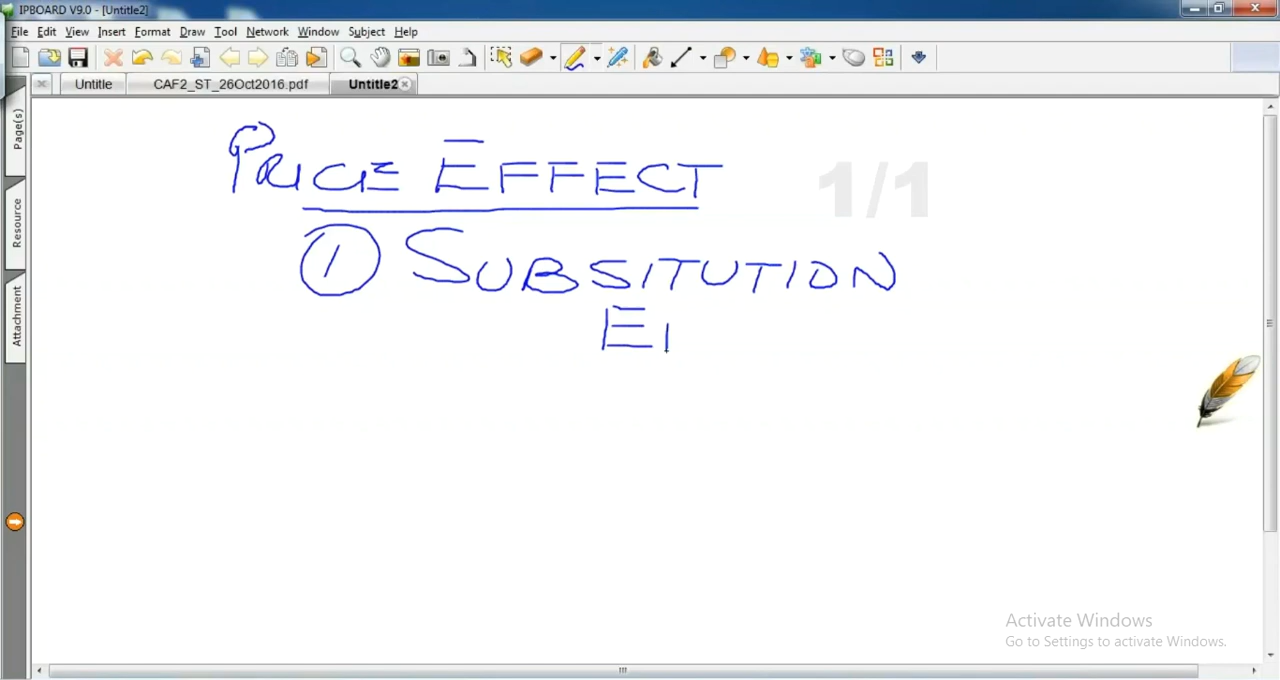 IPBOARD V9.0 - [Untitle2]
File Edit View Insert Format Draw Tool Network Window Subject Help
Untitle CAF2_ST_26Oct2016.pdf Untitle2
Page(s)
Resource
Attachment
PRICE EFFECT
1/1
① SUBSITUTION
E
Activate Windows
Go to Settings to activate Windows.